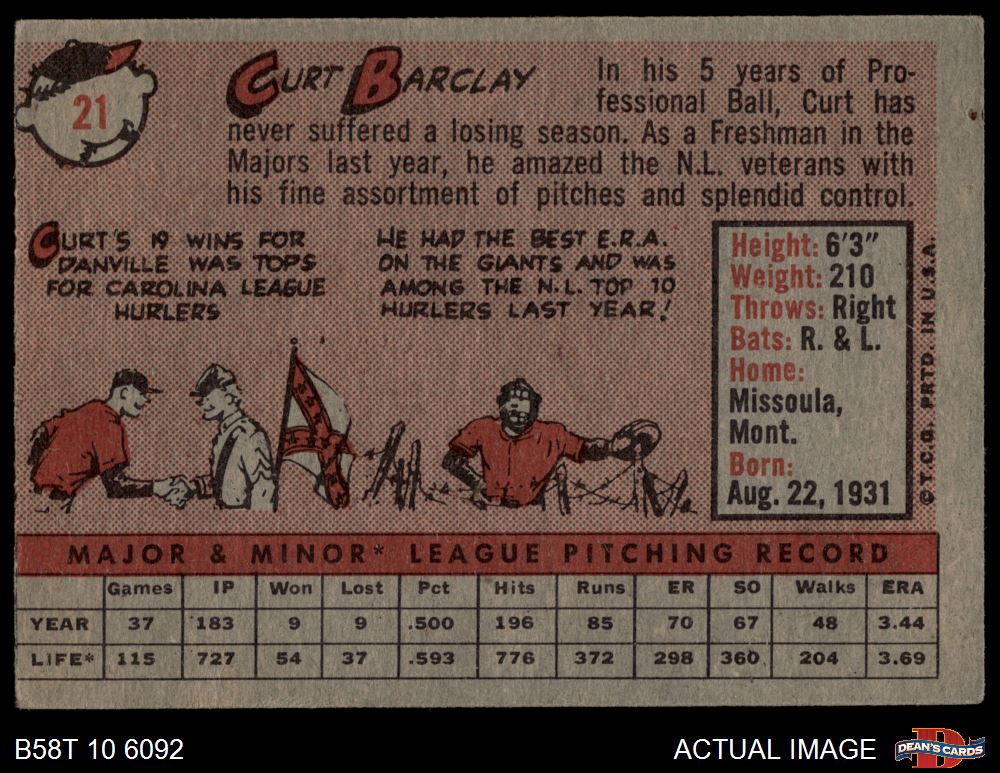 21
CURT BARCLAY
In his 5 years of Pro-
fessional Ball, Curt has
never suffered a losing season. As a Freshman in the
Majors last year, he amazed the N.L. veterans with
his fine assortment of pitches and splendid control.
CURT'S 19 WINS FOR
DANVILLE WAS TOPS
FOR CAROLINA LEAGUE
HURLERS
HE HAD THE BEST E.R.A.
ON THE GIANTS AND WAS
AMONG THE N.L. TOP 10
HURLERS LAST YEAR!
Height: 6'3"
Weight: 210
Throws: Right
Bats: R. & L.
Home:
Missoula,
Mont.
Born:
Aug. 22, 1931
©T.C.G. PRTD. IN U.S.A.
MAJOR & MINOR* LEAGUE PITCHING RECORD
Games IP Won Lost Pct Hits Runs ER SO Walks ERA
YEAR 37 183 9 9 .500 196 85 70 67 48 3.44
LIFE* 115 727 54 37 .593 776 372 298 360 204 3.69
B58T 10 6092
ACTUAL IMAGE
D
DEAN'S CARDS